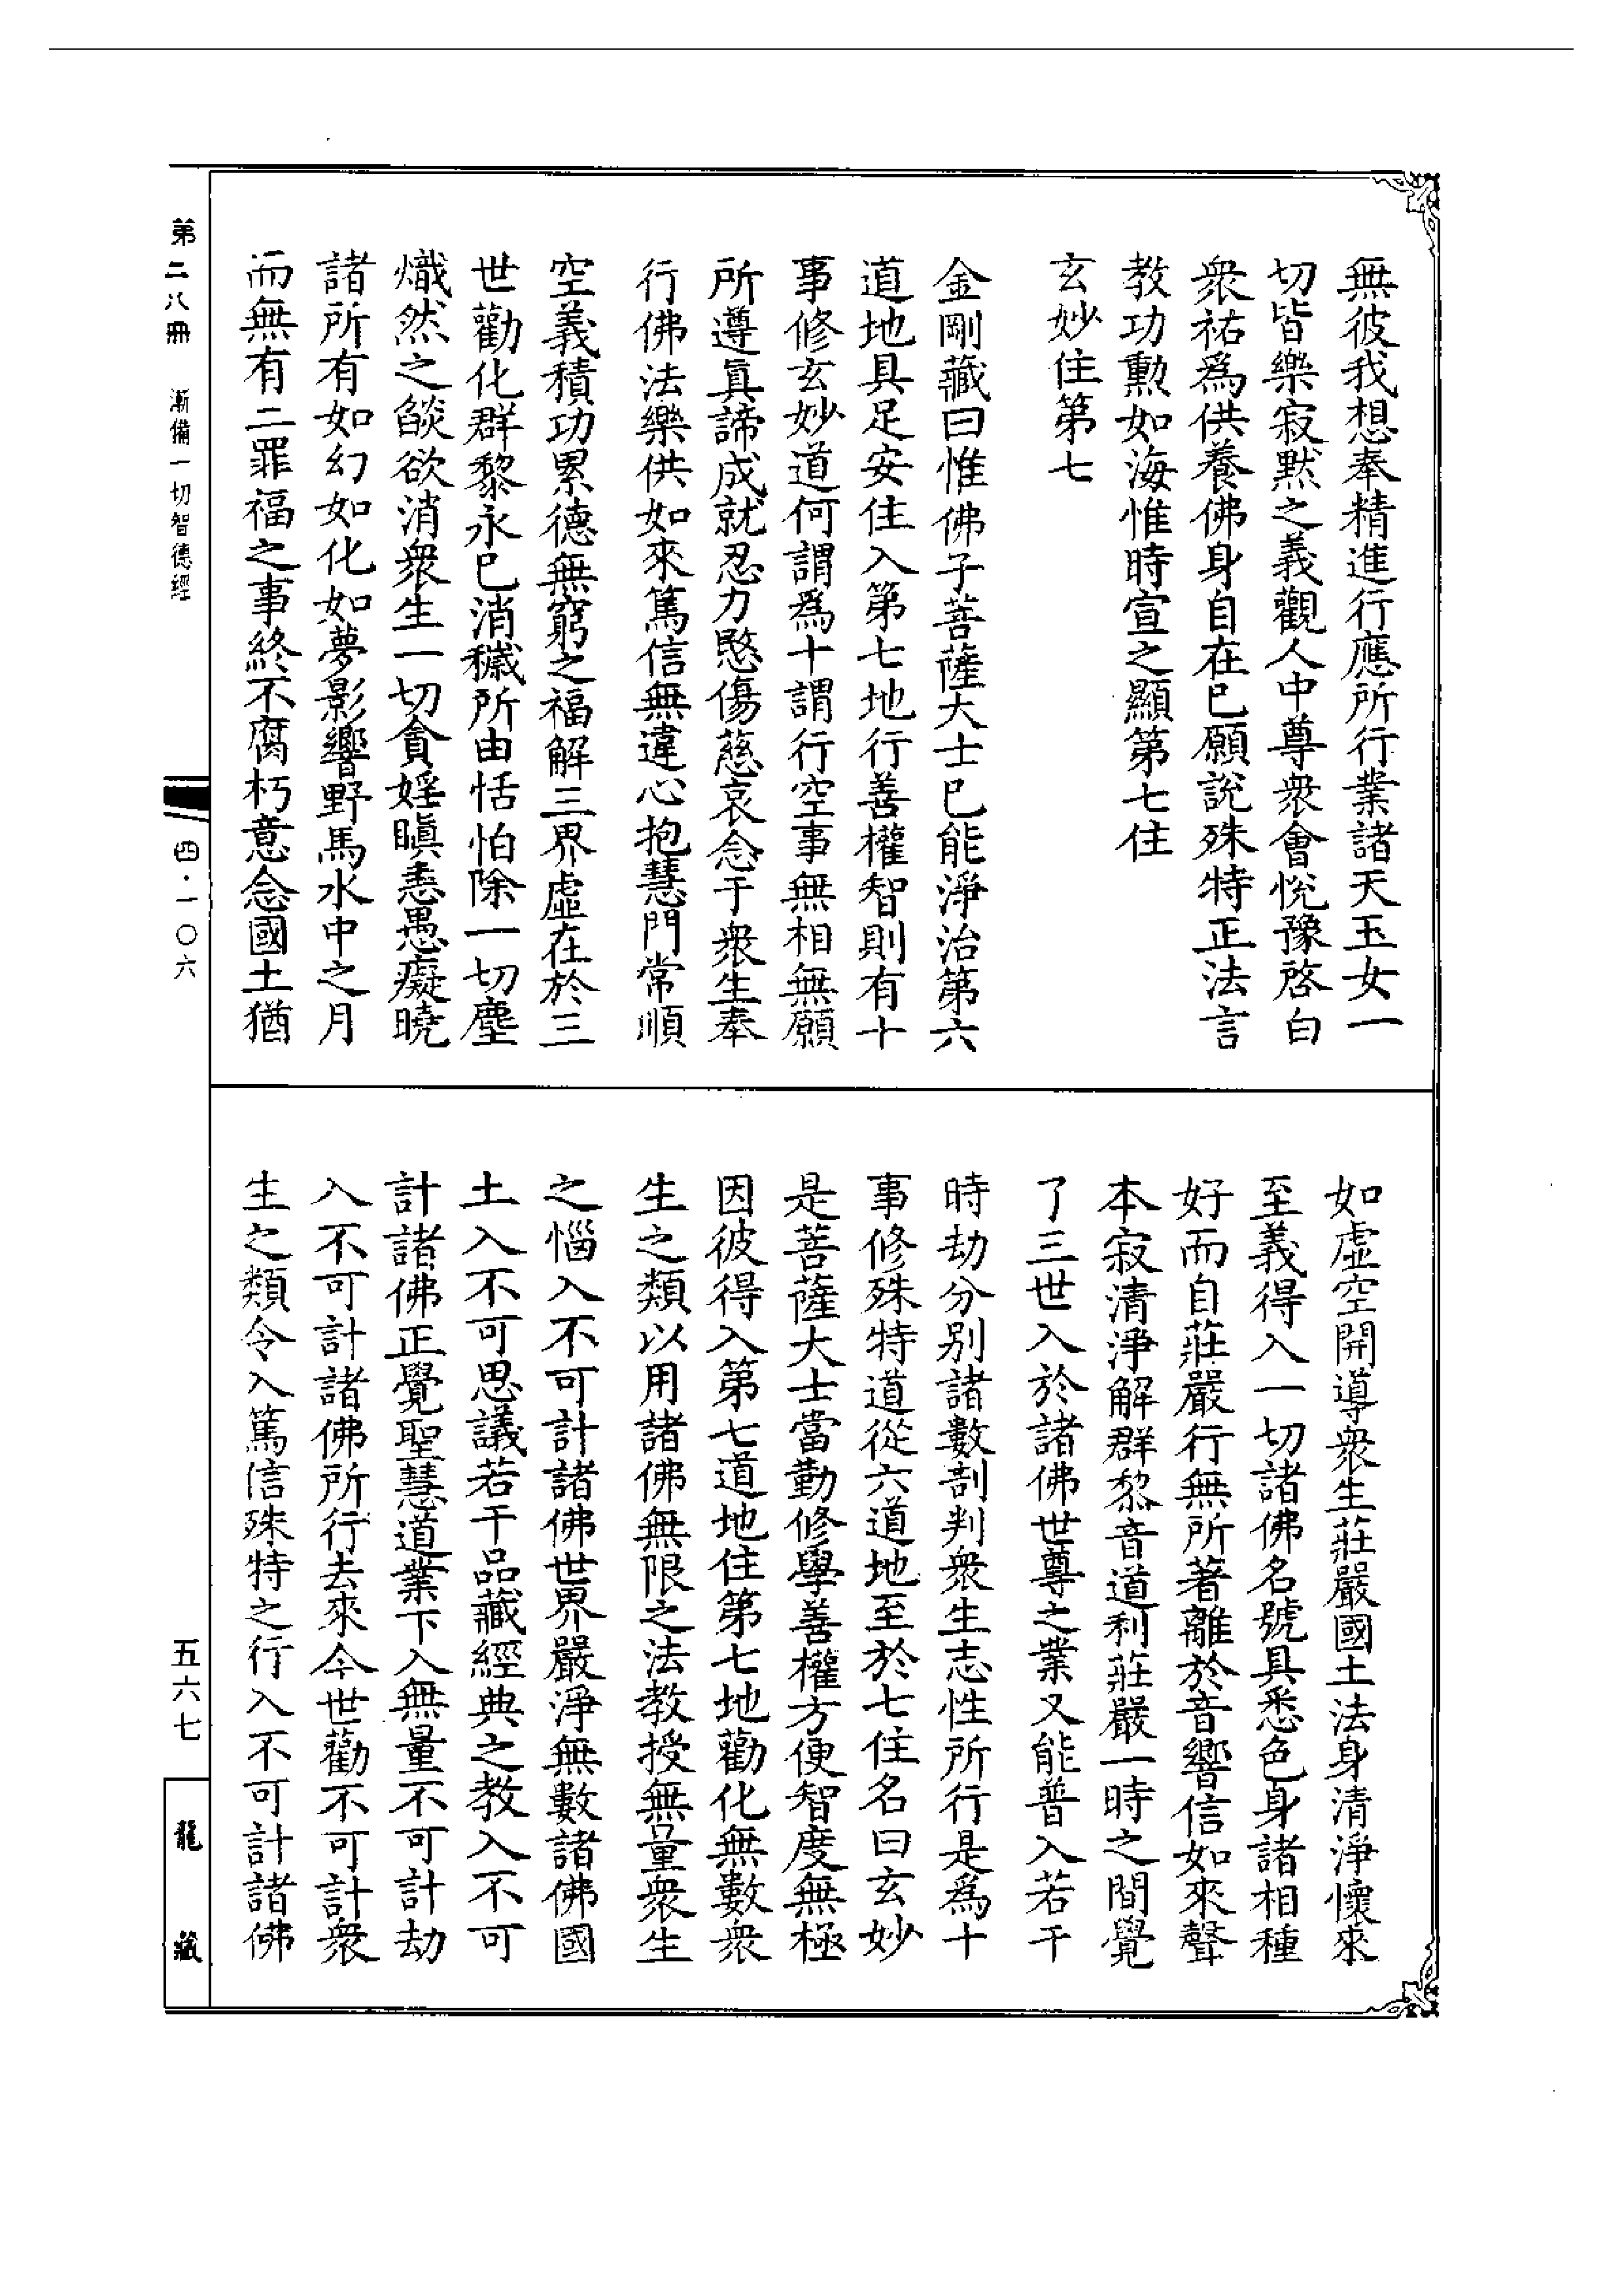 無彼我想奉精進行應所行業諸天玉女一
切皆樂寂默之義觀人中尊衆會悅豫啓白
衆祐爲供養佛身自在已願說殊特正法言
教功勳如海惟時宣之顯第七住
玄妙住第七
金剛藏曰惟佛子菩薩大士已能淨治第六
道地具足安住入第七地行善權智則有十
事修玄妙道何謂爲十謂行空事無相無願
所遵眞諦成就忍力愍傷慈哀念于衆生奉
行佛法樂供如來篤信無違心抱慧門常順
空義積功累德無窮之福解三界虛在於三
世勸化群黎永已消穢所由恬怕除一切塵
熾然之燄欲消衆生一切貪婬瞋恚愚癡曉
諸所有如幻如化如夢影響野馬水中之月
而無有二罪福之事終不腐朽意念國土猶
如虛空開導衆生莊嚴國土法身清淨懷來
至義得入一切諸佛名號具悉色身諸相種
好而自莊嚴行無所著離於音響信如來聲
本寂清淨解群黎音道利莊嚴一時之間覺
了三世入於諸佛世尊之業又能普入若干
時劫分別諸數剖判衆生志性所行是爲十
事修殊特道從六道地至於七住名曰玄妙
是菩薩大士當勤修學善權方便智度無極
因彼得入第七道地住第七地勸化無數衆
生之類以用諸佛無限之法教授無量衆生
之惱入不可計諸佛世界嚴淨無數諸佛國
土入不可思議若干品藏經典之教入不可
計諸佛正覺聖慧道業下入無量不可計劫
入不可計諸佛所行去來今世勸不可計衆
生之類令入篤信殊特之行入不可計諸佛
第二八冊 漸備一切智德經
四·一〇六
五六七
龍藏